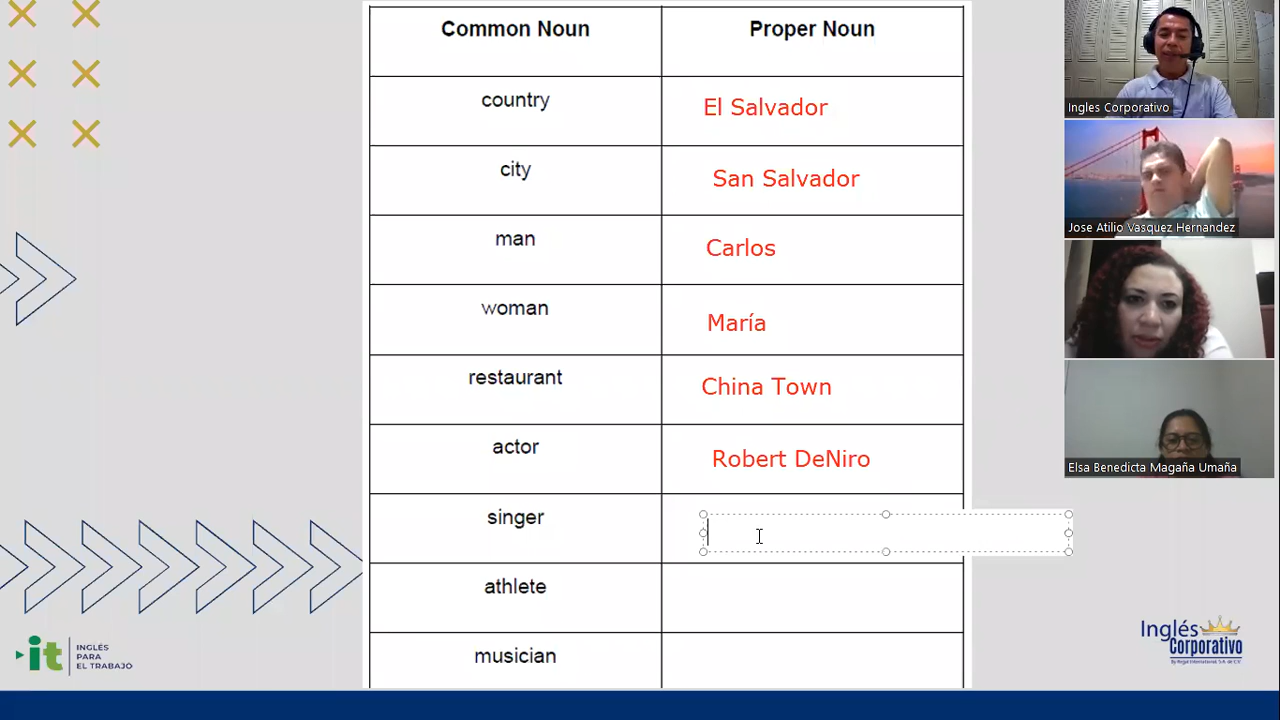 Common Noun Proper Noun
country El Salvador
city San Salvador
man Carlos
woman María
restaurant China Town
actor Robert DeNiro
singer
athlete
musician
Ingles Corporativo
Jose Atilio Vasquez Hernandez
Elsa Benedicta Magaña Umaña
it INGLÉS
PARA
EL TRABAJO
Inglés
Corporativo